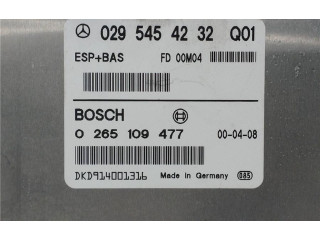 029 545 42 32 Q01
ESP+BAS FD 00M04
BOSCH
0 265 109 477 00-04-08
DKD914001316 Made in Germany 065